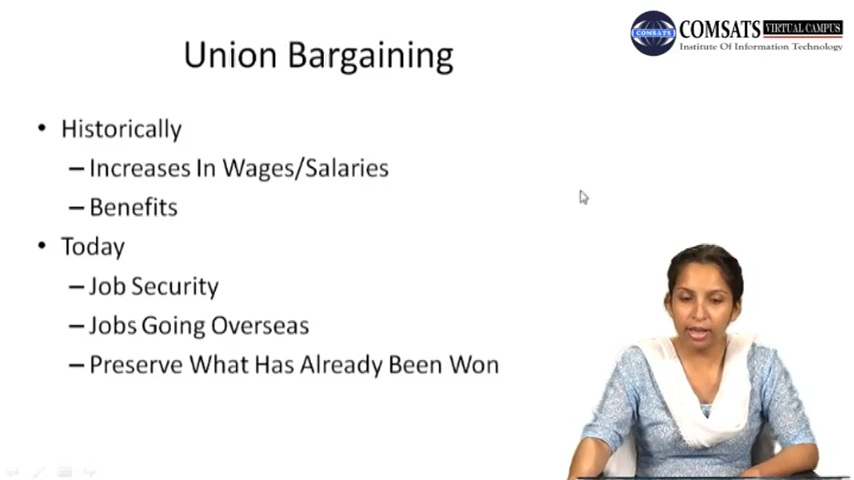 COMSATS VIRTUAL CAMPUS
COMSATS
Institute Of Information Technology
Union Bargaining
• Historically
– Increases In Wages/Salaries
– Benefits
• Today
– Job Security
– Jobs Going Overseas
– Preserve What Has Already Been Won